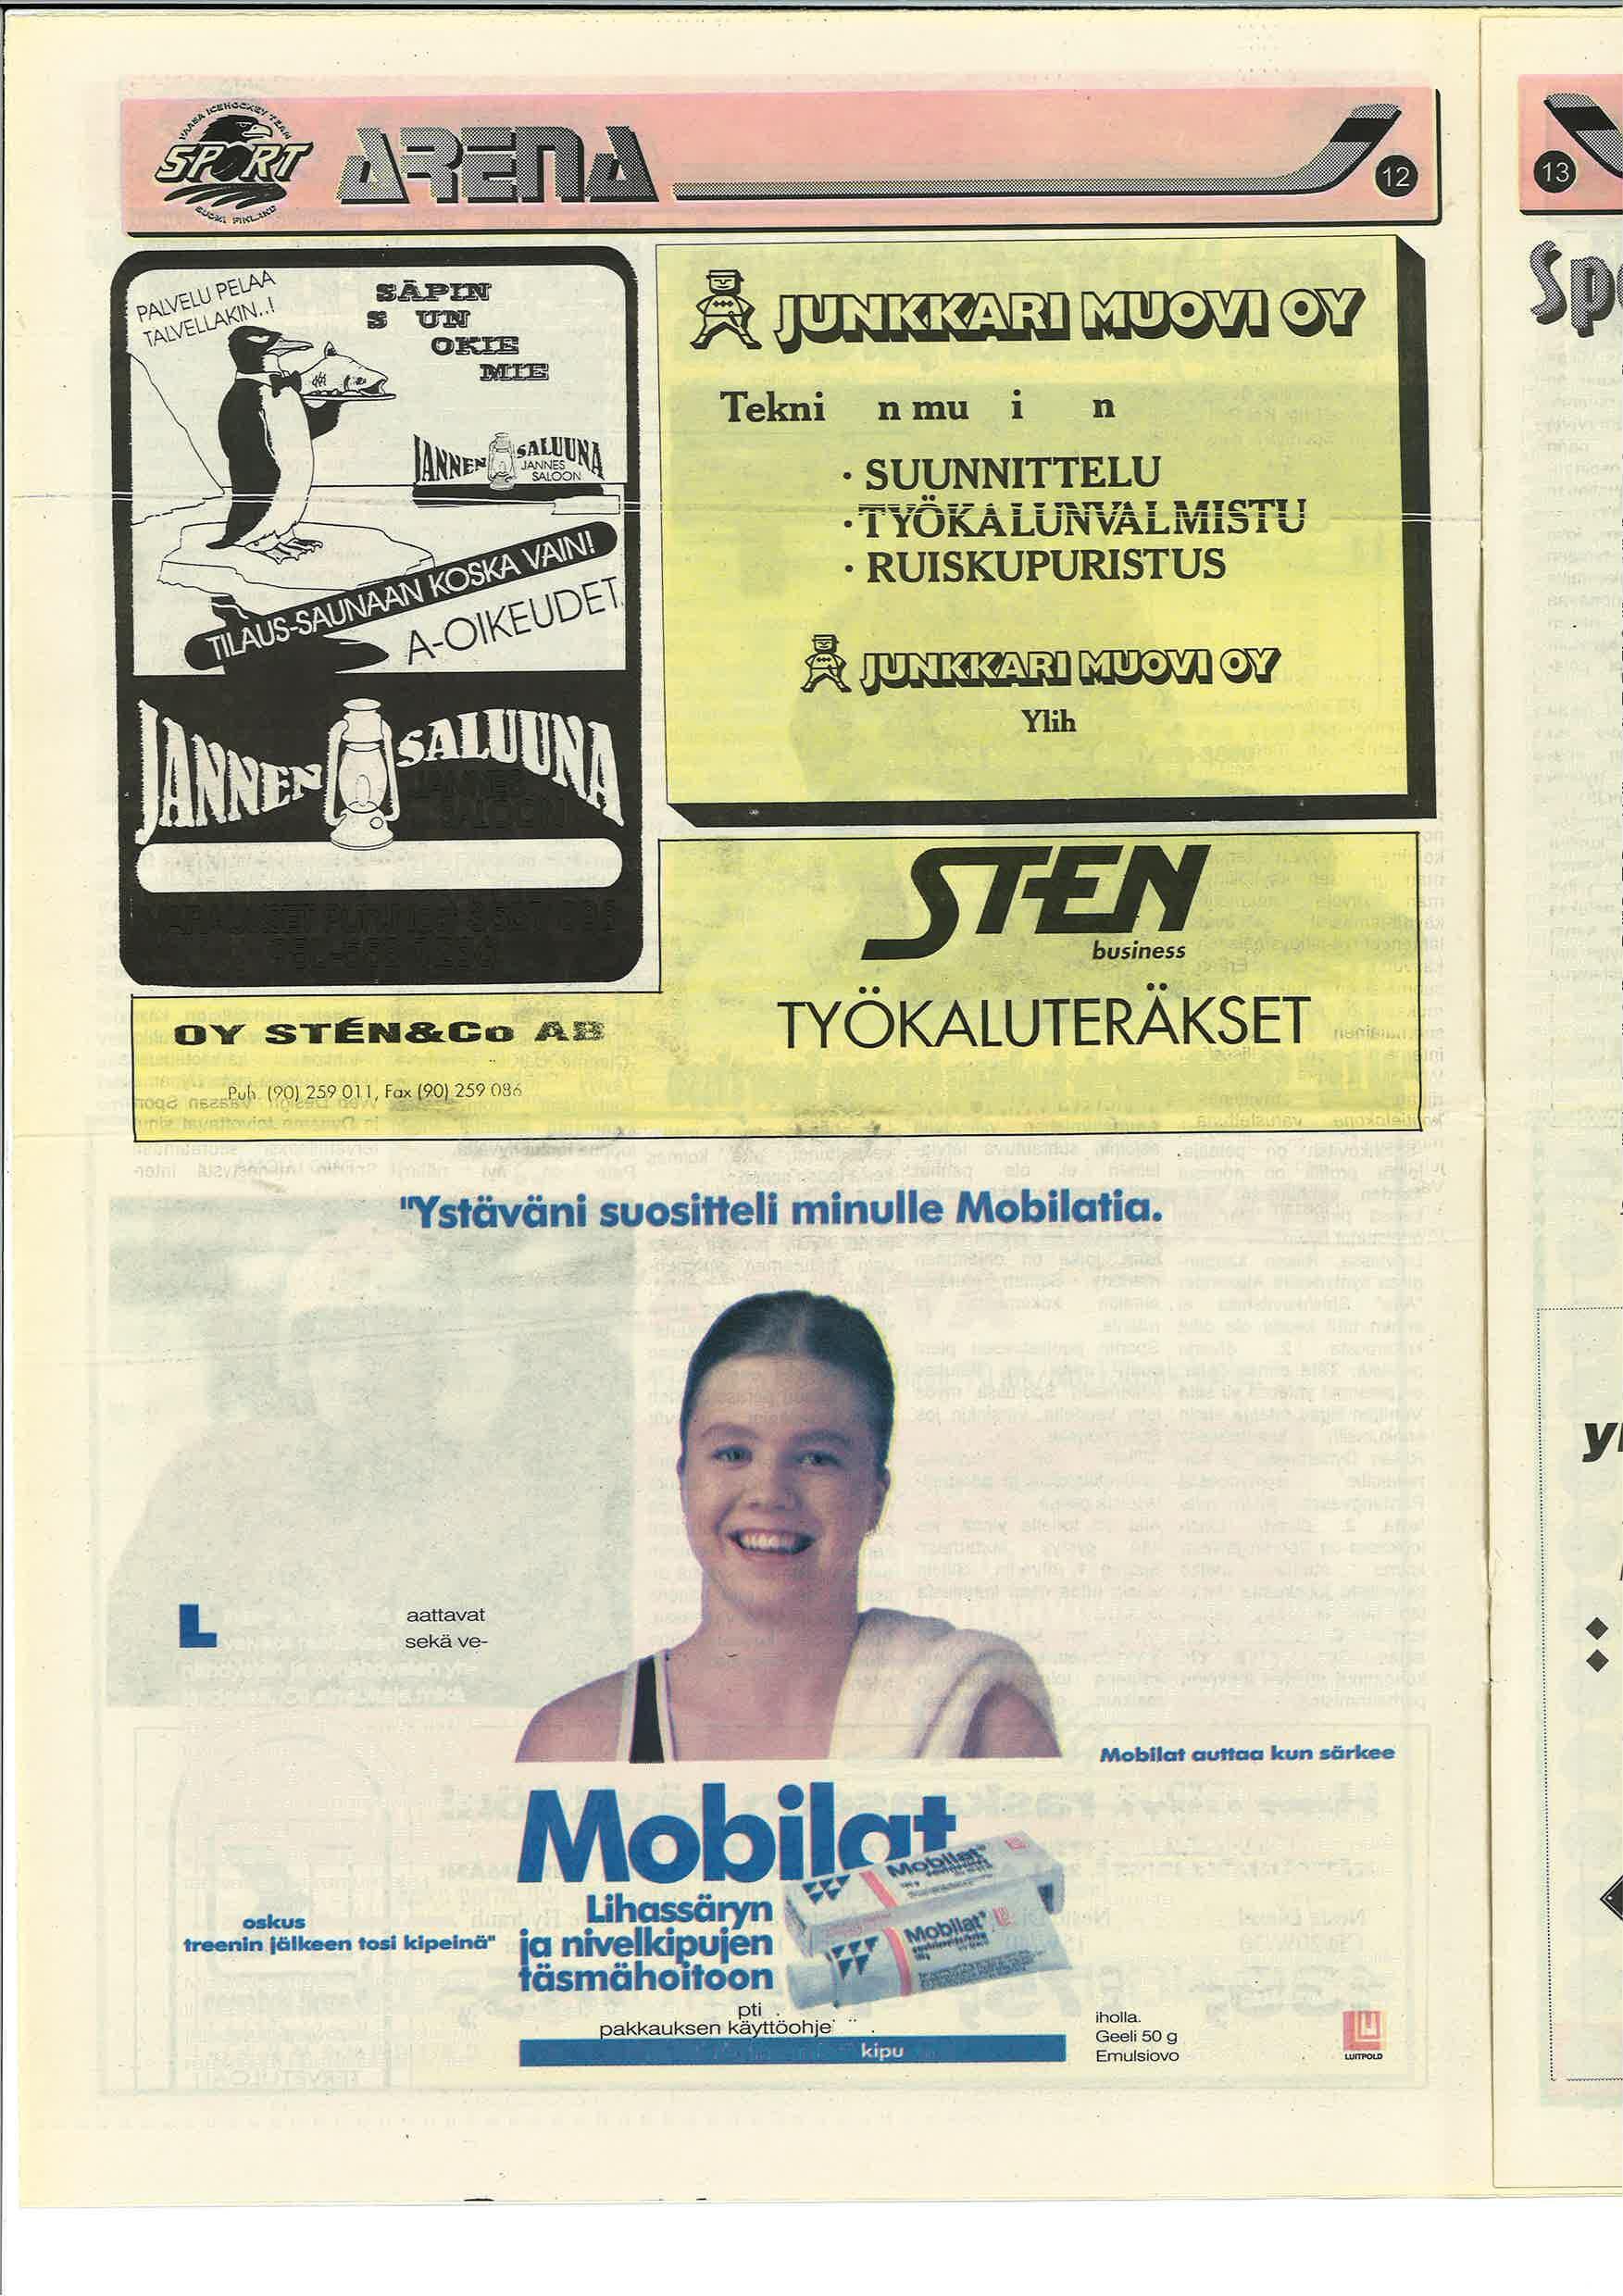 VAASA ICEHOCKEY TEAM
SPORT
SUOMI FINLAND
ARENA
12
13
PALVELU PELAA
TALVELLAKIN..!
SÄPIN
S UN
OKIE
MIE
JANNEN SALUUNA
JANNES
SALOON
TILAUS-SAUNAAN KOSKA VAIN!
A-OIKEUDET
JANNEN SALUUNA
JUNKKARI MUOVI OY
Tekni n mu i n
· SUUNNITTELU
· TYÖKALUNVALMISTU
· RUISKUPURISTUS
JUNKKARI MUOVI OY
Ylih
STEN
business
TYÖKALUTERÄKSET
OY STÉN&Co AB
Puh. (90) 259 011, Fax (90) 259 086
"Ystäväni suositteli minulle Mobilatia.
L aattavat
sekä ve-
Mobilat auttaa kun särkee
Mobilat
Lihassäryn
ja nivelkipujen
täsmähoitoon
oskus
treenin jälkeen tosi kipeinä"
Mobilat
Mobilat
pti
pakkauksen käyttöohje
kipu
iholla.
Geeli 50 g
Emulsiovo
LUITPOLD
Sp